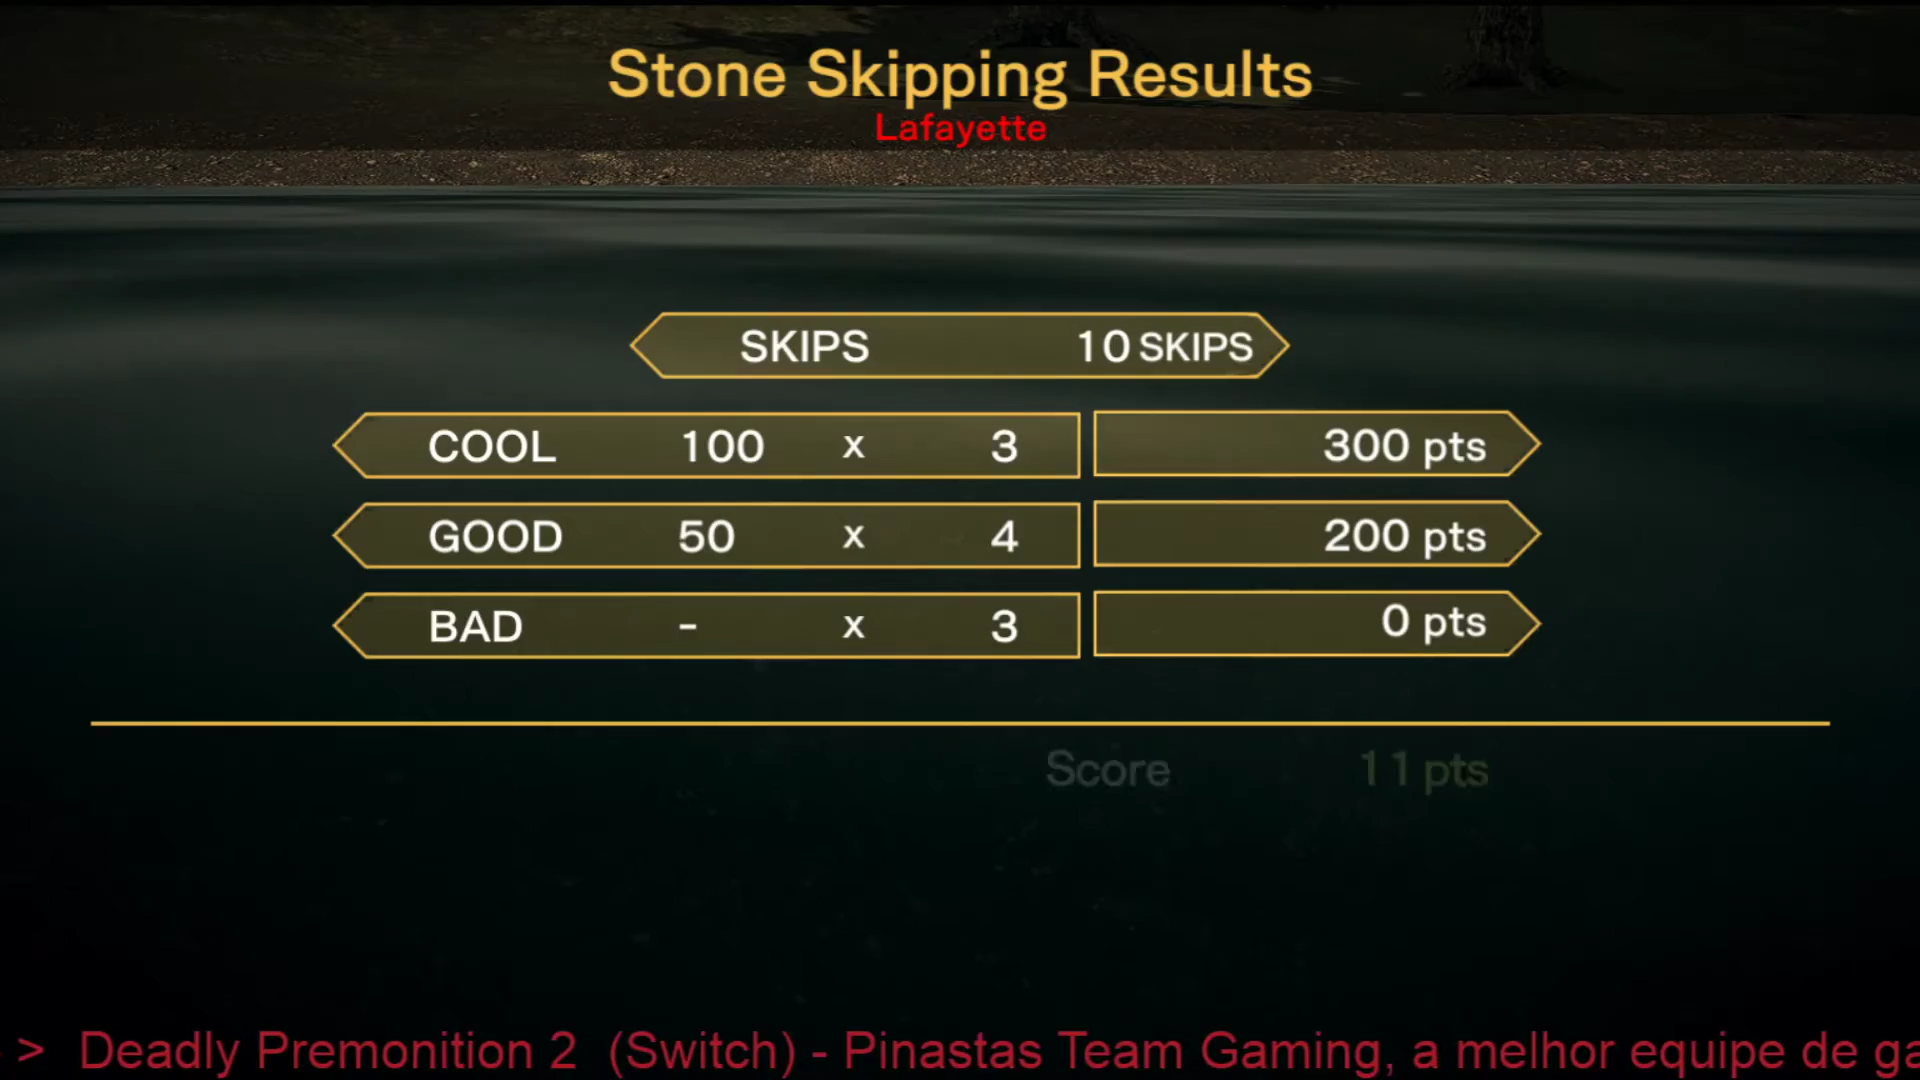 Stone Skipping Results
Lafayette
SKIPS 10 SKIPS
COOL 100 x 3 300 pts
GOOD 50 x 4 200 pts
BAD - x 3 0 pts
Score 11 pts
> Deadly Premonition 2 (Switch) - Pinastas Team Gaming, a melhor equipe de ga